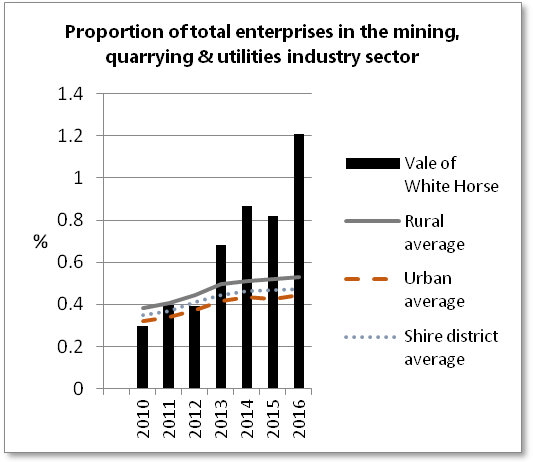 Proportion of total enterprises in the mining,
quarrying & utilities industry sector
1.4
1.2
1
0.8
0.6
0.4
0.2
0
%
2010
2011
2012
2013
2014
2015
2016
Vale of
White Horse
Rural
average
Urban
average
Shire district
average